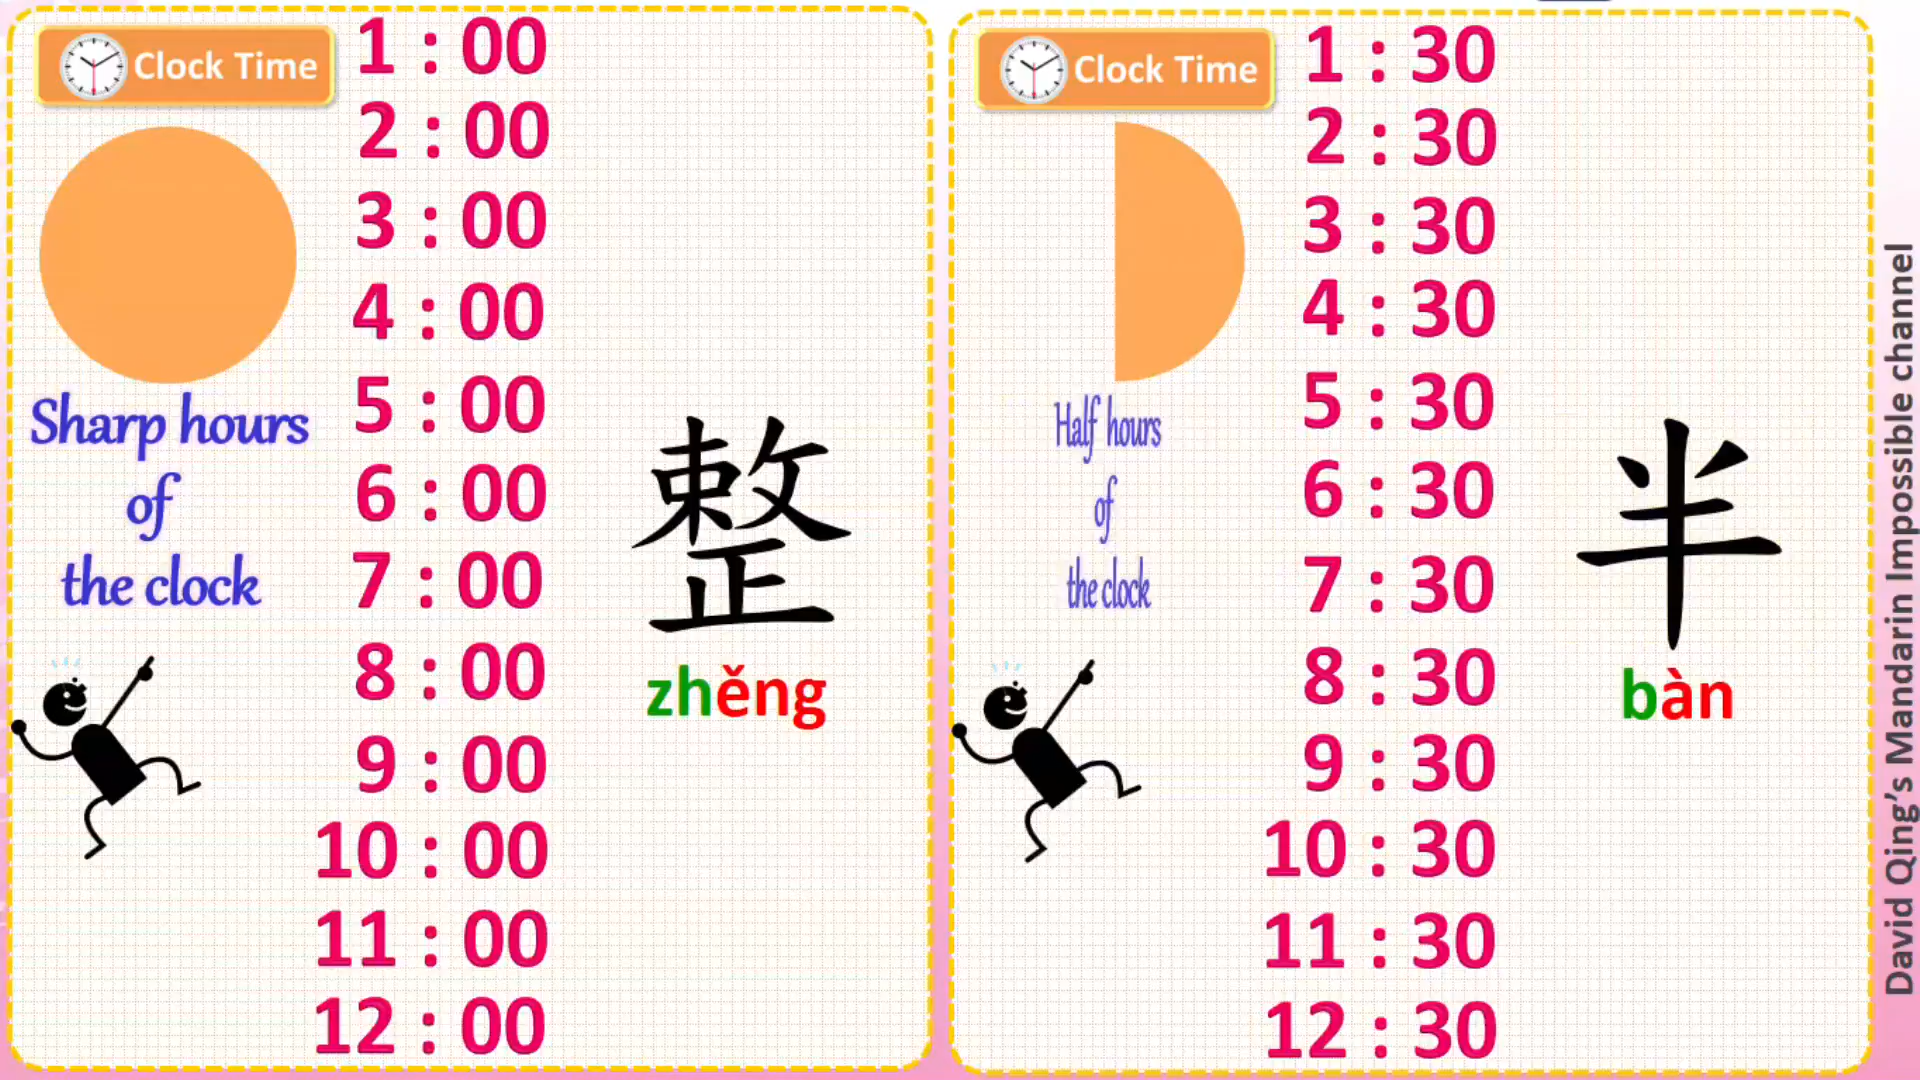 Clock Time
1 : 00
2 : 00
3 : 00
4 : 00
5 : 00
6 : 00
7 : 00
8 : 00
9 : 00
10 : 00
11 : 00
12 : 00
Sharp hours
of
the clock
整
zhěng
Clock Time
1 : 30
2 : 30
3 : 30
4 : 30
5 : 30
6 : 30
7 : 30
8 : 30
9 : 30
10 : 30
11 : 30
12 : 30
Half hours
of
the clock
半
bàn
David Qing's Mandarin Impossible channel